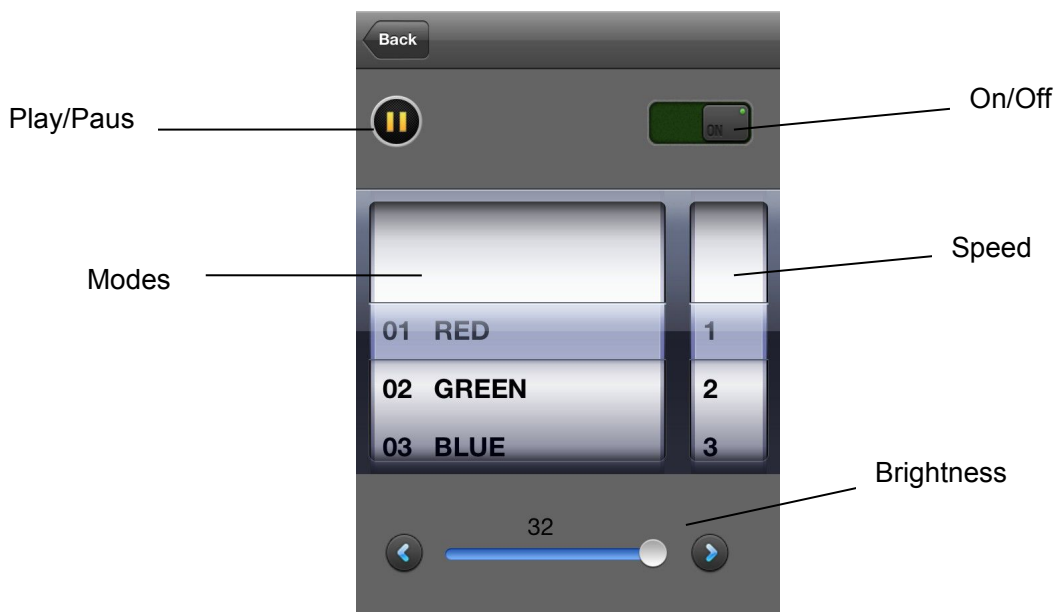 Back
Play/Paus
On/Off
ON
Modes
Speed
01 RED 1
02 GREEN 2
03 BLUE 3
Brightness
32